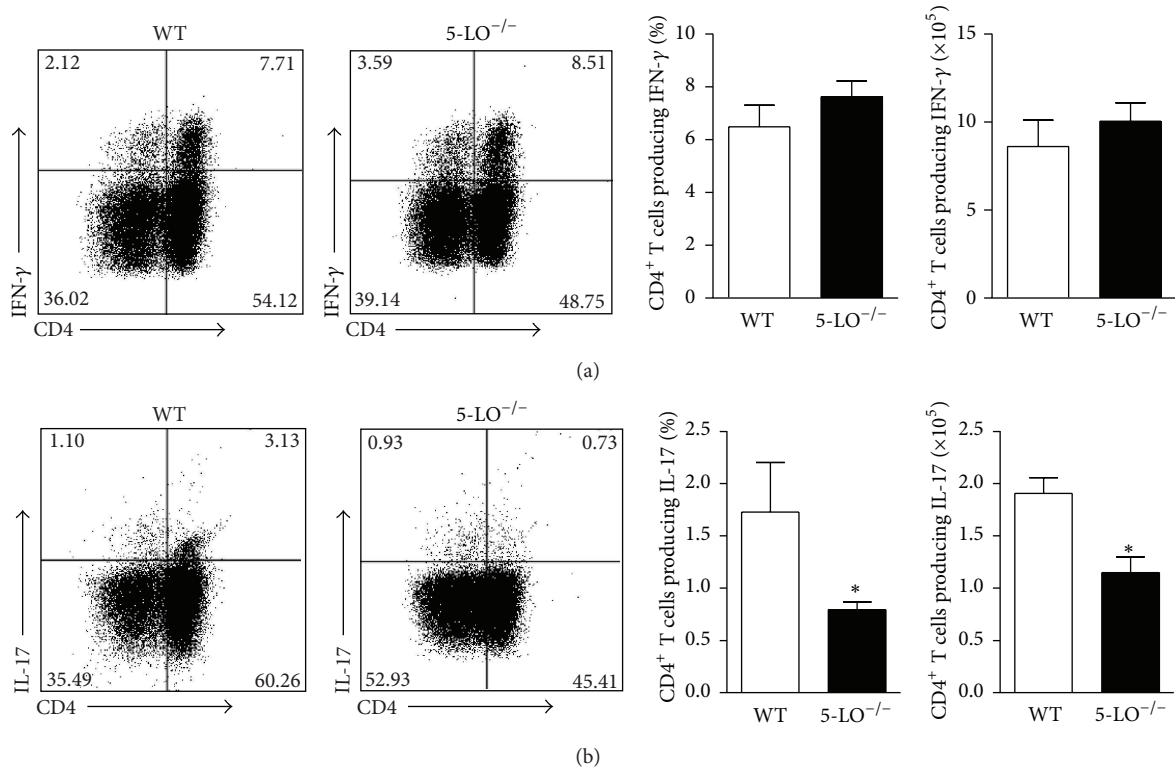 WT
5-LO−/−
2.12
7.71
3.59
8.51
36.02
54.12
39.14
48.75
IFN-γ
CD4
IFN-γ
CD4
CD4+ T cells producing IFN-γ (%)
10
8
6
4
2
0
WT
5-LO−/−
CD4+ T cells producing IFN-γ (×10⁵)
15
10
5
0
WT
5-LO−/−
(a)
WT
5-LO−/−
1.10
3.13
0.93
0.73
35.49
60.26
52.93
45.41
IL-17
CD4
IL-17
CD4
CD4+ T cells producing IL-17 (%)
2.5
2.0
1.5
1.0
0.5
0.0
*
WT
5-LO−/−
CD4+ T cells producing IL-17 (×10⁵)
2.5
2.0
1.5
1.0
0.5
0.0
*
WT
5-LO−/−
(b)